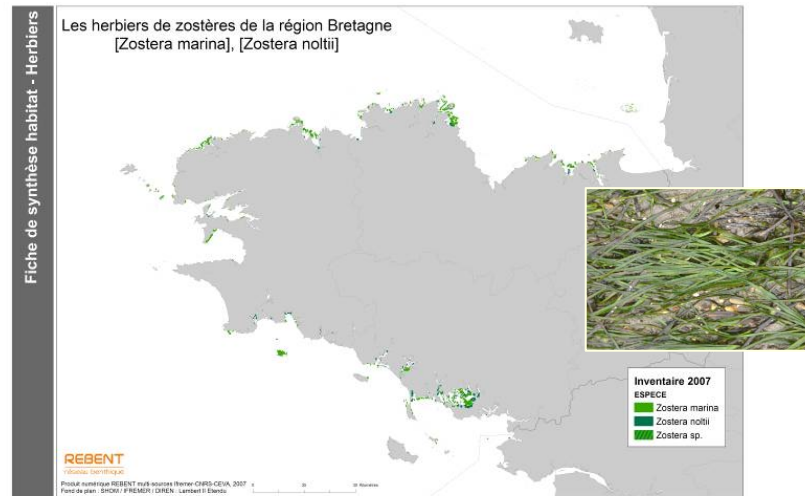 Fiche de synthèse habitat - Herbiers
Les herbiers de zostères de la région Bretagne
[Zostera marina], [Zostera noltii]
Inventaire 2007
ESPECE
Zostera marina
Zostera noltii
Zostera sp.
REBENT
réseau benthique
Produit numérique REBENT multi-sources Ifremer-CNRS-CEVA, 2007
Fond de plan : SHOM / IFREMER / DIREN : Lambert II Etendu